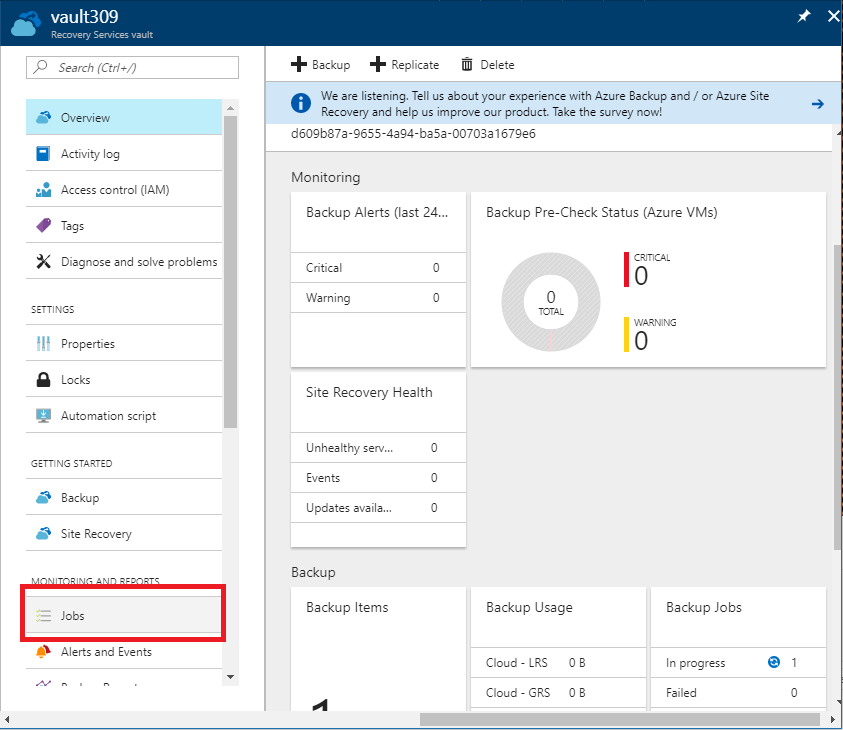 vault309
Recovery Services vault
Search (Ctrl+/)
Overview
Activity log
Access control (IAM)
Tags
Diagnose and solve problems
SETTINGS
Properties
Locks
Automation script
GETTING STARTED
Backup
Site Recovery
MONITORING AND REPORTS
Jobs
Alerts and Events
Backup Replicate Delete
We are listening. Tell us about your experience with Azure Backup and / or Azure Site
Recovery and help us improve our product. Take the survey now!
d609b87a-9655-4a94-ba5a-00703a1679e6
Monitoring
Backup Alerts (last 24...
Critical 0
Warning 0
Backup Pre-Check Status (Azure VMs)
0
TOTAL
CRITICAL
0
WARNING
0
Site Recovery Health
Unhealthy serv... 0
Events 0
Updates availa... 0
Backup
Backup Items
1
Backup Usage
Cloud - LRS 0 B
Cloud - GRS 0 B
Backup Jobs
In progress 1
Failed 0